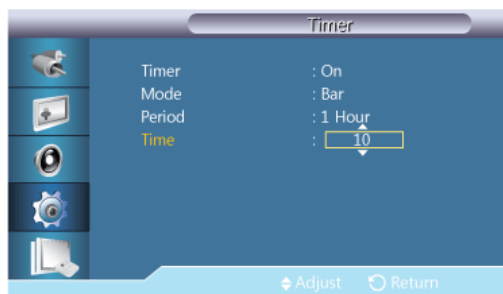 Timer
Timer : On
Mode : Bar
Period : 1 Hour
Time : 10
Adjust Return